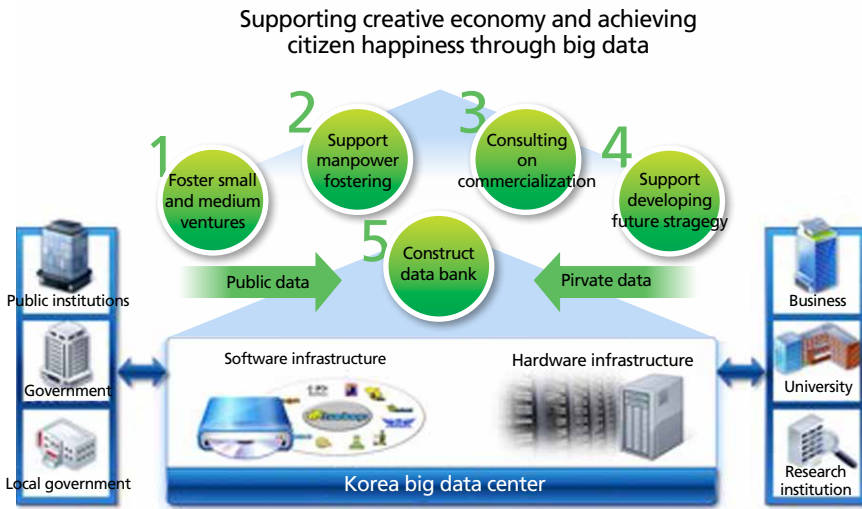 Supporting creative economy and achieving
citizen happiness through big data
1
Foster small
and medium
ventures
2
Support
manpower
fostering
3
Consulting
on
commercialization
4
Support
developing
future stragegy
5
Construct
data bank
Public data
Pirvate data
Public institutions
Government
Local government
Business
University
Research
institution
Software infrastructure
Hardware infrastructure
hadoop
Korea big data center